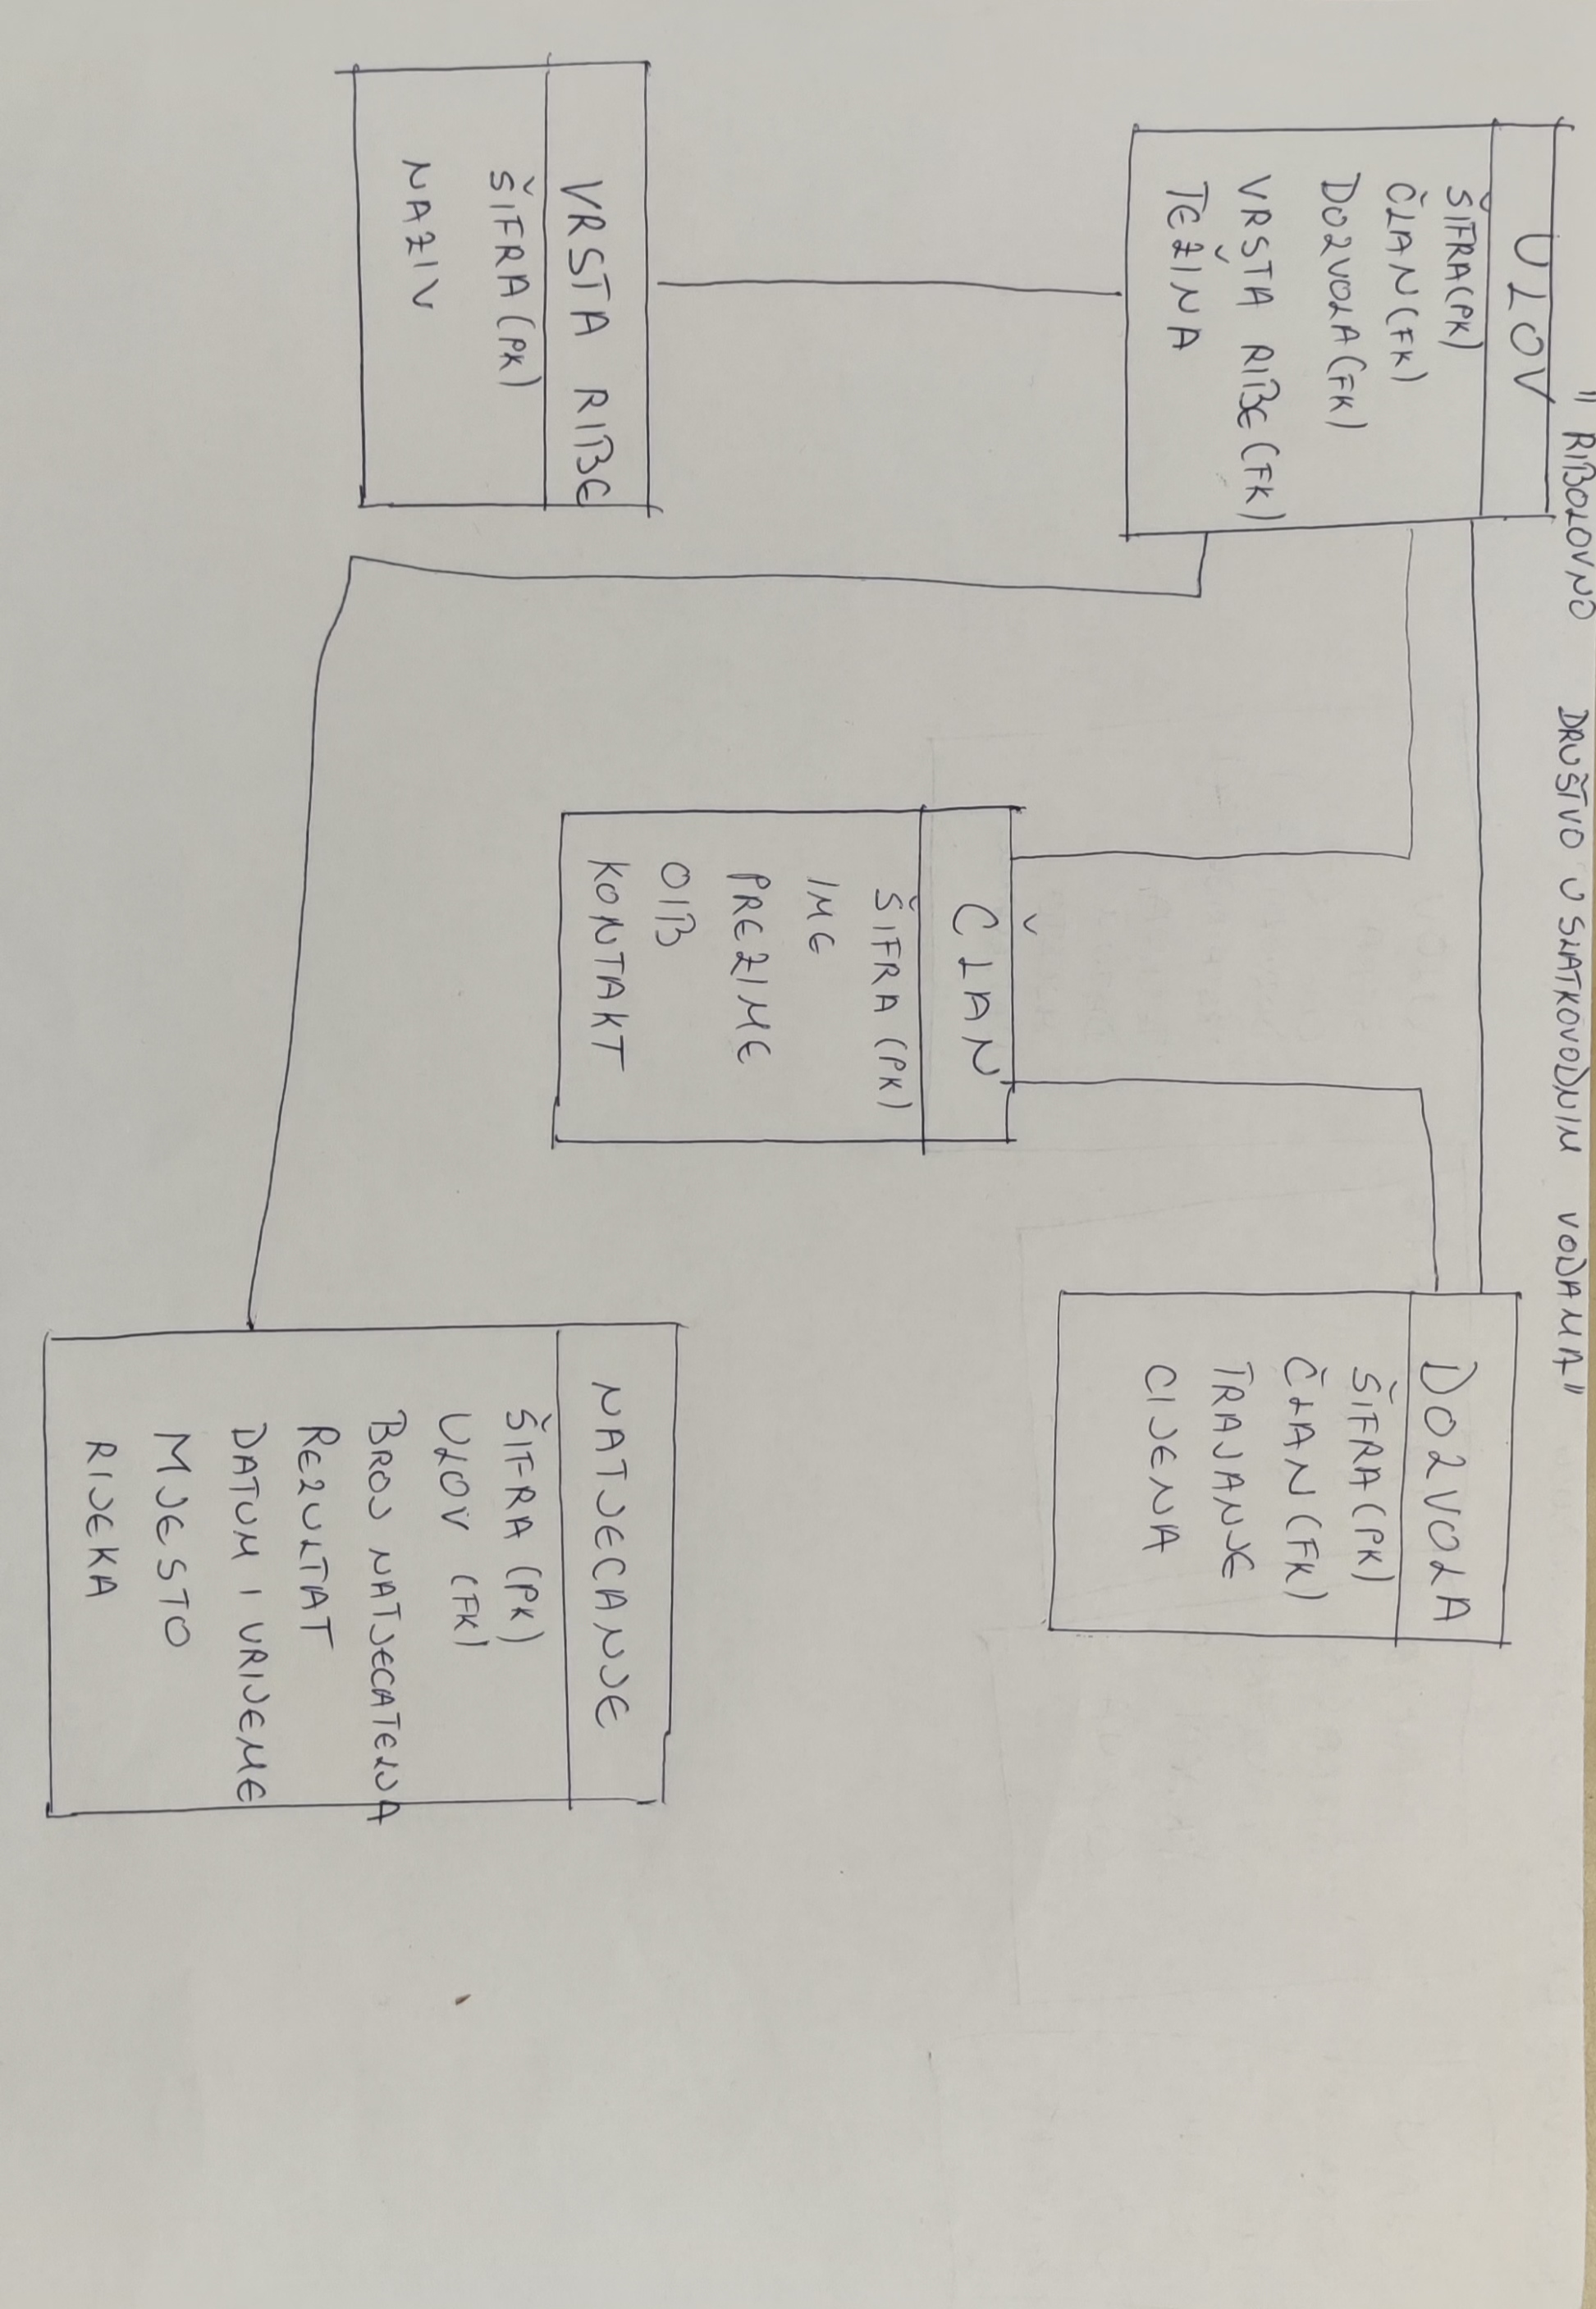 " RIBOLOVNO DRUŠTVO U SLATKOVODNIM VODAMA"
ULOV
ŠIFRA(PK)
ČLAN(FK)
DOZVOLA(FK)
VRSTA RIBE(FK)
TEŽINA
DOZVOLA
ŠIFRA(PK)
ČLAN(FK)
TRAJANJE
CIJENA
ČLAN
ŠIFRA (PK)
IME
PREZIME
OIB
KONTAKT
VRSTA RIBE
ŠIFRA(PK)
NAZIV
NATJECANJE
ŠIFRA (PK)
ULOV (FK)
BROJ NATJECATELJA
REZULTAT
DATUM I VRIJEME
MJESTO
RIJEKA